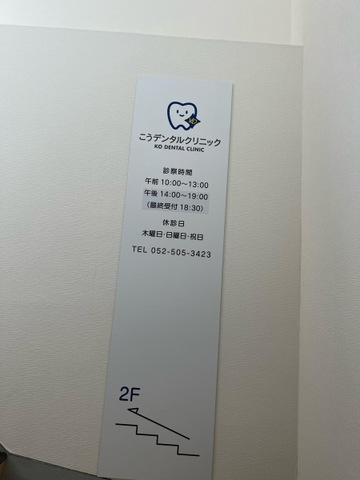 こうデンタルクリニック
KO DENTAL CLINIC
診察時間
午前 10:00〜13:00
午後 14:00〜19:00
(最終受付 18:30)
休診日
木曜日・日曜日・祝日
TEL 052-505-3423
2F